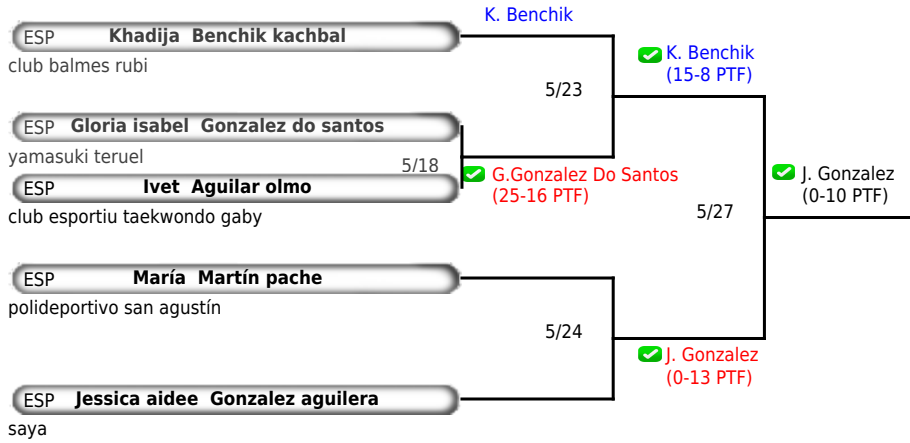 K. Benchik
ESP Khadija Benchik kachbal
club balmes rubi
K. Benchik
(15-8 PTF)
5/23
ESP Gloria isabel Gonzalez do santos
yamasuki teruel
5/18
G.Gonzalez Do Santos
(25-16 PTF)
ESP Ivet Aguilar olmo
club esportiu taekwondo gaby
J. Gonzalez
(0-10 PTF)
5/27
ESP María Martín pache
polideportivo san agustín
5/24
J. Gonzalez
(0-13 PTF)
ESP Jessica aidee Gonzalez aguilera
saya